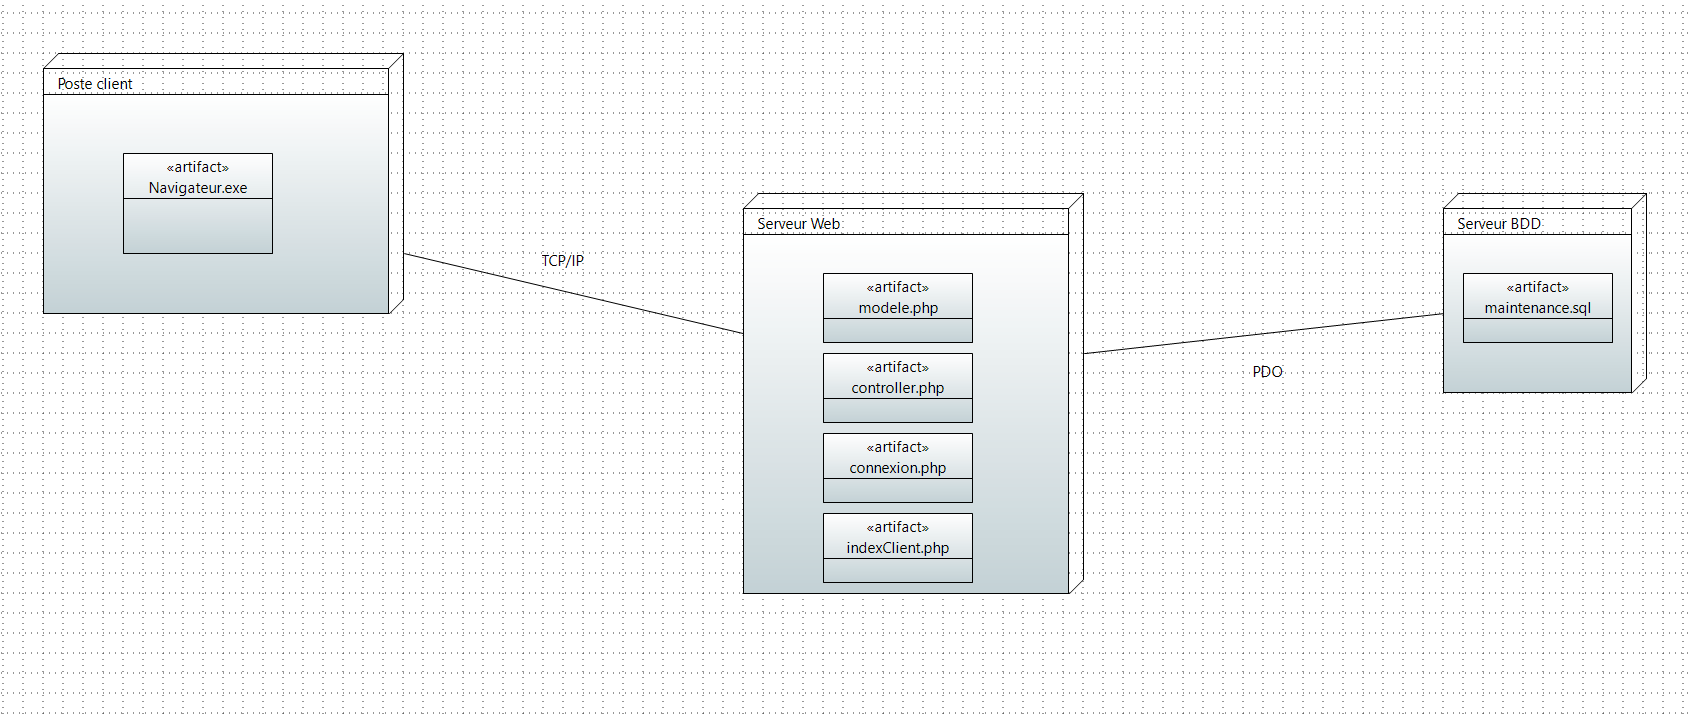 Poste client
«artifact»
Navigateur.exe
TCP/IP
Serveur Web
«artifact»
modele.php
«artifact»
controller.php
«artifact»
connexion.php
«artifact»
indexClient.php
PDO
Serveur BDD
«artifact»
maintenance.sql